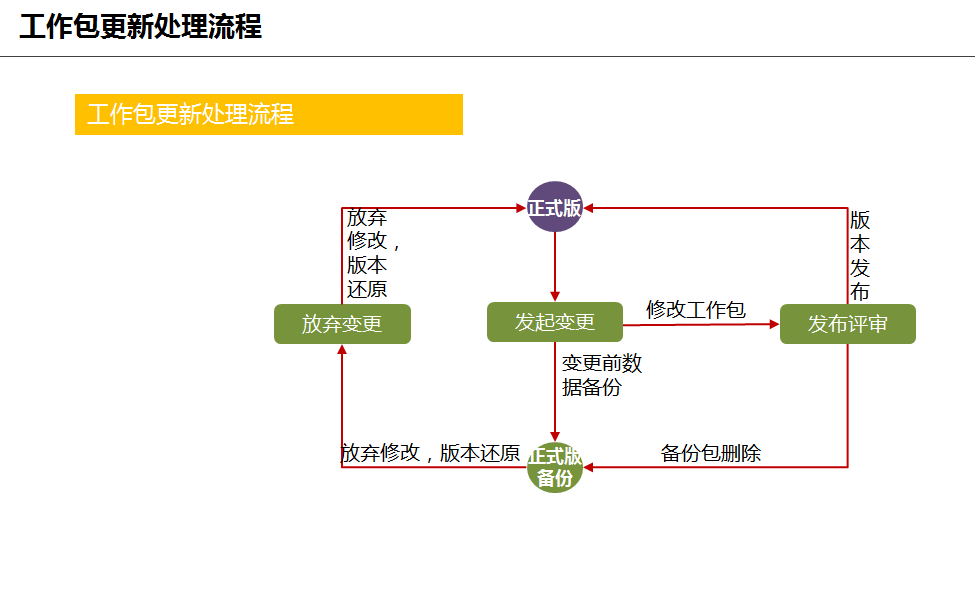 工作包更新处理流程
工作包更新处理流程
正式版
放弃
修改，
版本
还原
版
本
发
布
放弃变更
发起变更
修改工作包
发布评审
变更前数
据备份
放弃修改，版本还原
正式版
备份
备份包删除